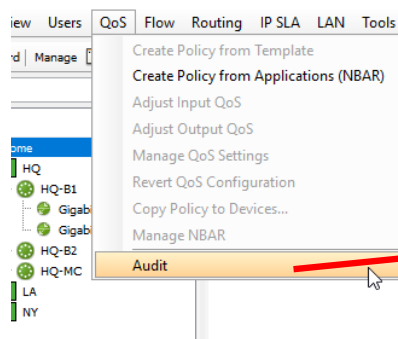 iew Users QoS Flow Routing IP SLA LAN Tools
rd Manage
Create Policy from Template
Create Policy from Applications (NBAR)
Adjust Input QoS
Adjust Output QoS
Manage QoS Settings
Revert QoS Configuration
Copy Policy to Devices...
Manage NBAR
Audit
ome
HQ
HQ-B1
Gigab
Gigab
HQ-B2
HQ-MC
LA
NY